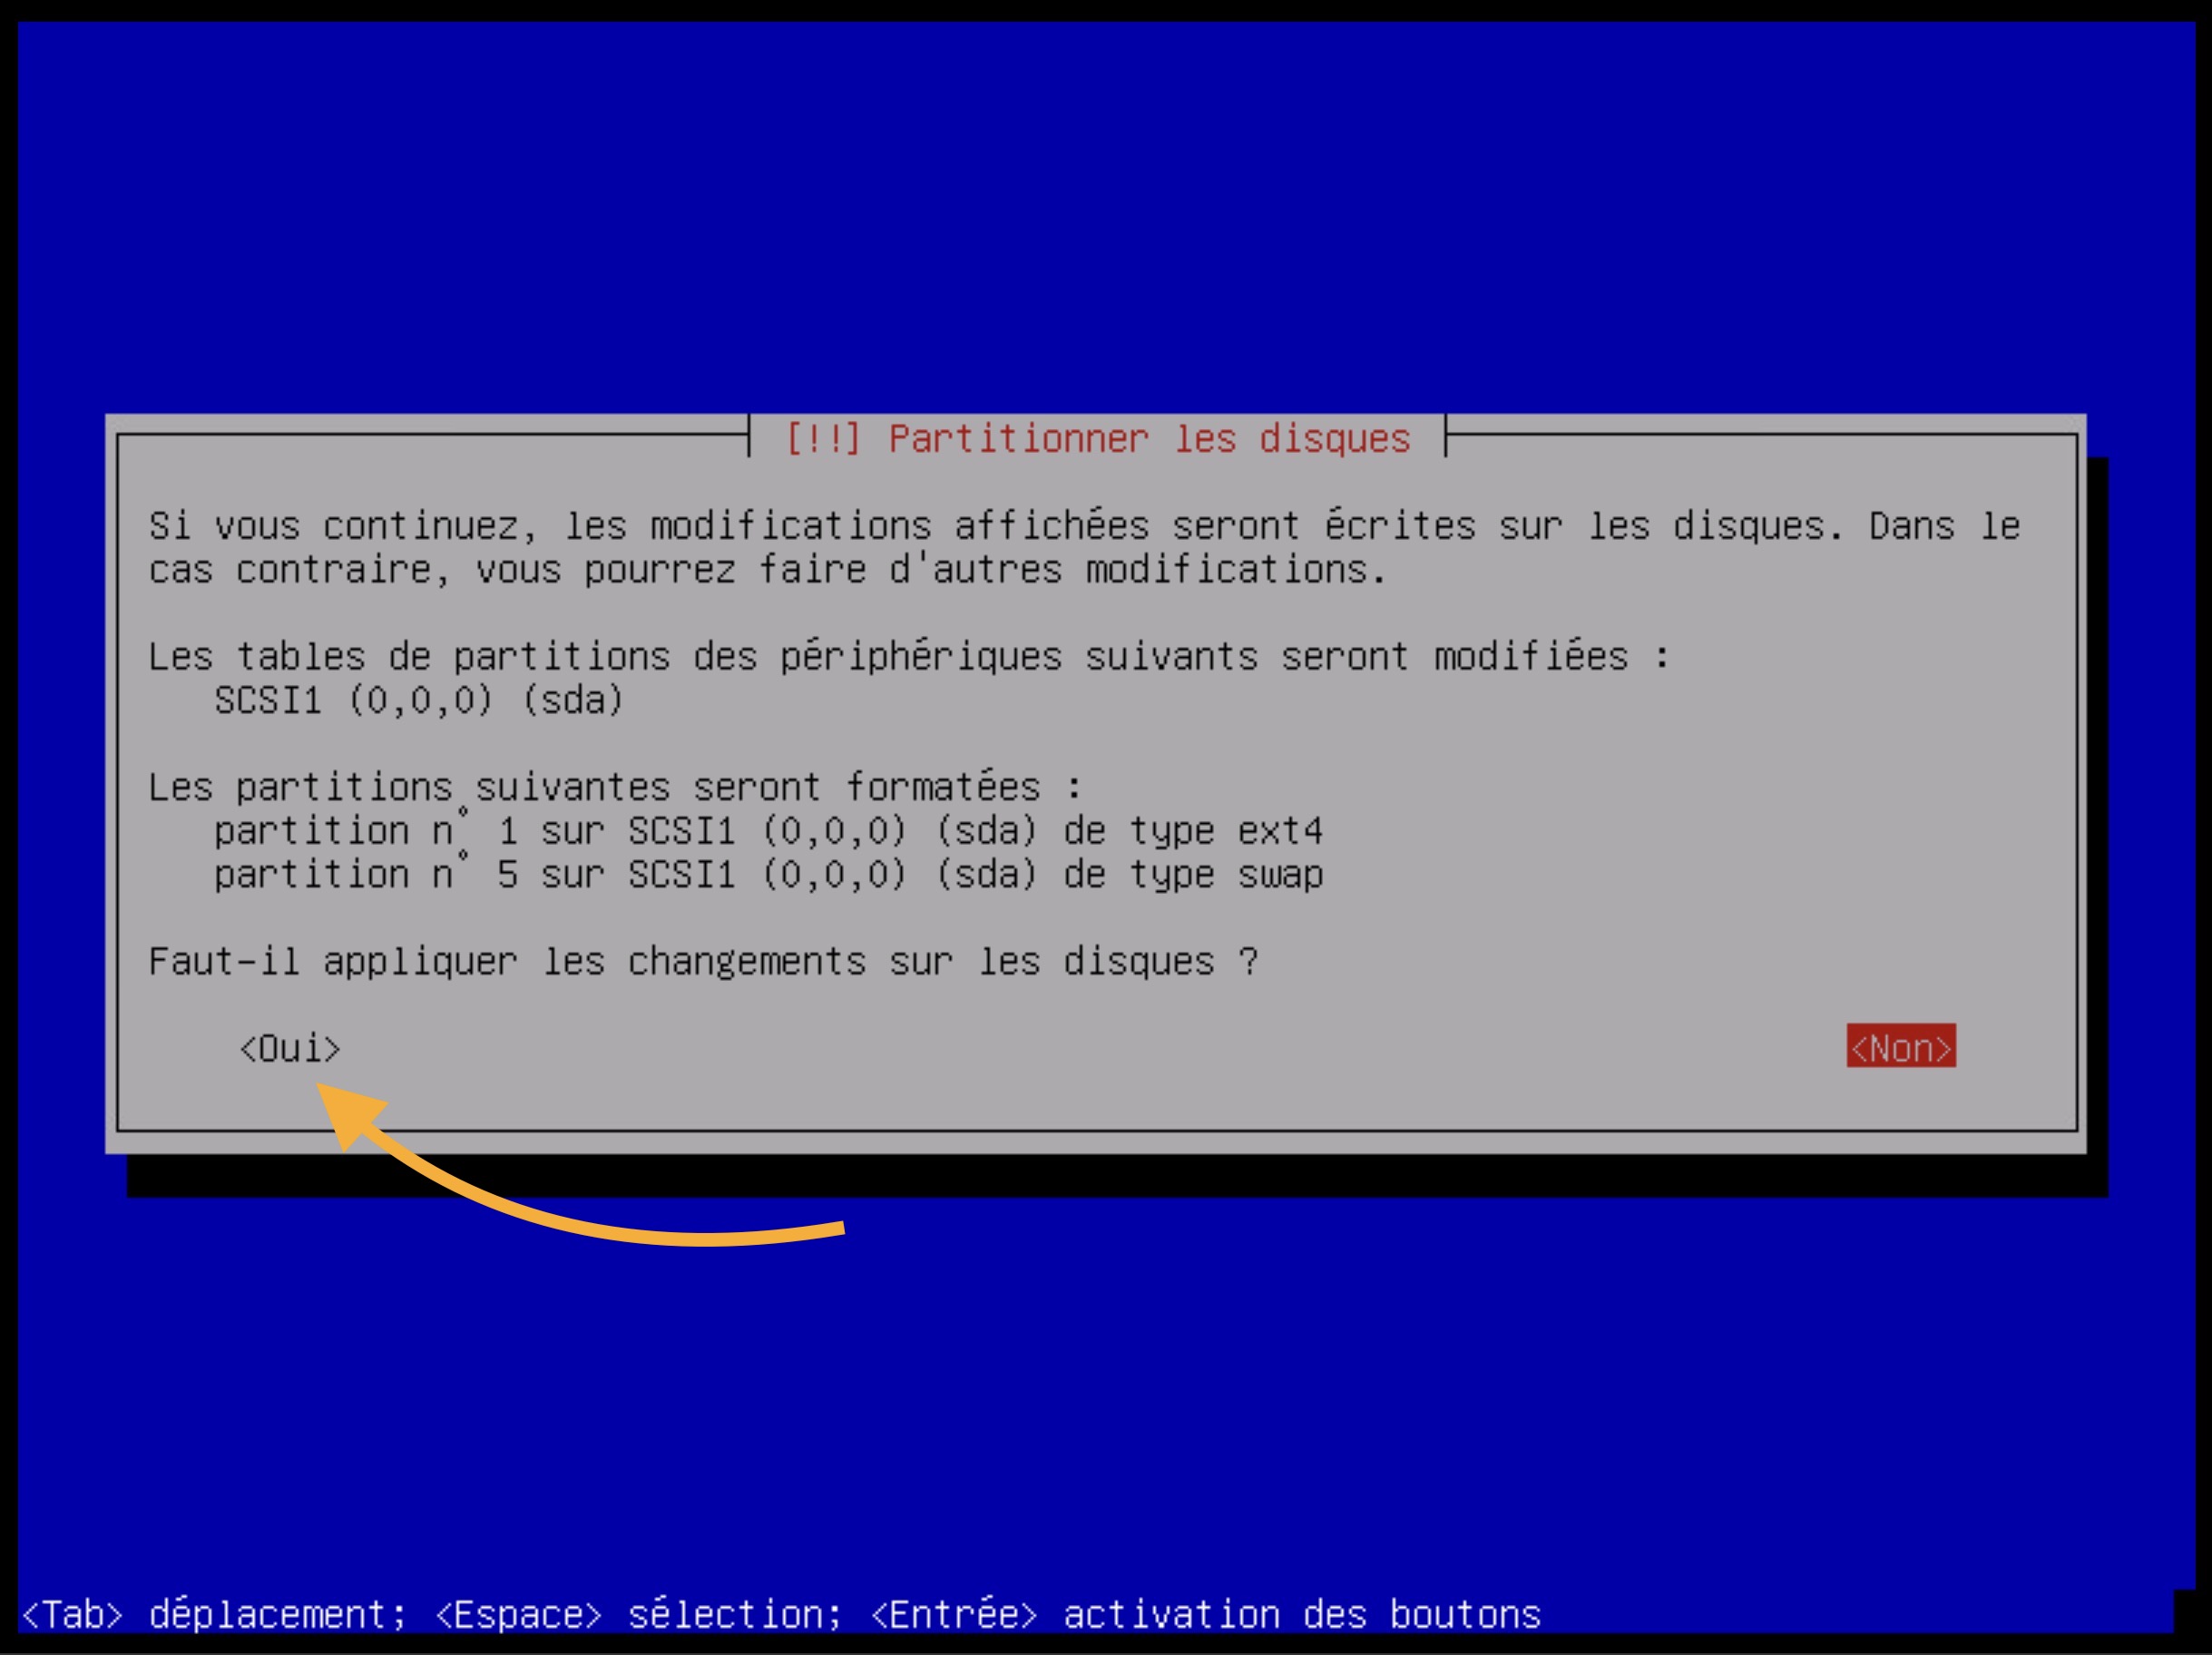 [!!] Partitionner les disques
Si vous continuez, les modifications affichées seront écrites sur les disques. Dans le
cas contraire, vous pourrez faire d'autres modifications.
Les tables de partitions des périphériques suivants seront modifiées :
SCSI1 (0,0,0) (sda)
Les partitions suivantes seront formatées :
partition n° 1 sur SCSI1 (0,0,0) (sda) de type ext4
partition n° 5 sur SCSI1 (0,0,0) (sda) de type swap
Faut-il appliquer les changements sur les disques ?
<Oui> <Non>
<Tab> déplacement; <Espace> sélection; <Entrée> activation des boutons